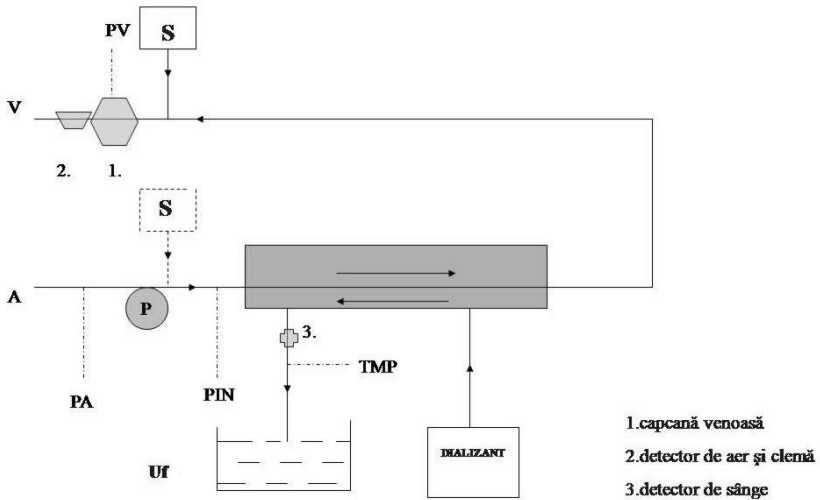 PV
S
V
2.
1.
S
A
P
3.
TMP
PA
PIN
Uf
DIALIZANT
1.capcană venoasă
2.detector de aer şi clemă
3.detector de sânge